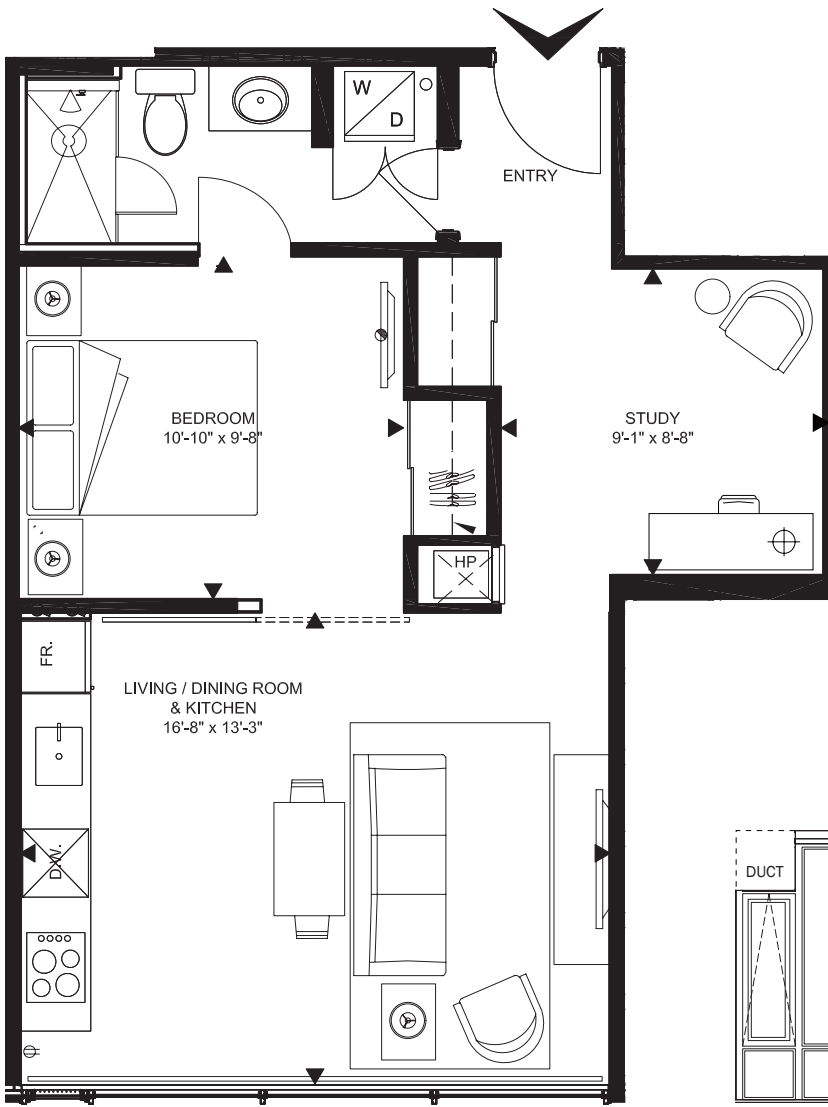 W
D
ENTRY
BEDROOM
10'-10" x 9'-8"
STUDY
9'-1" x 8'-8"
HP
FR.
LIVING / DINING ROOM
& KITCHEN
16'-8" x 13'-3"
D.W.
DUCT